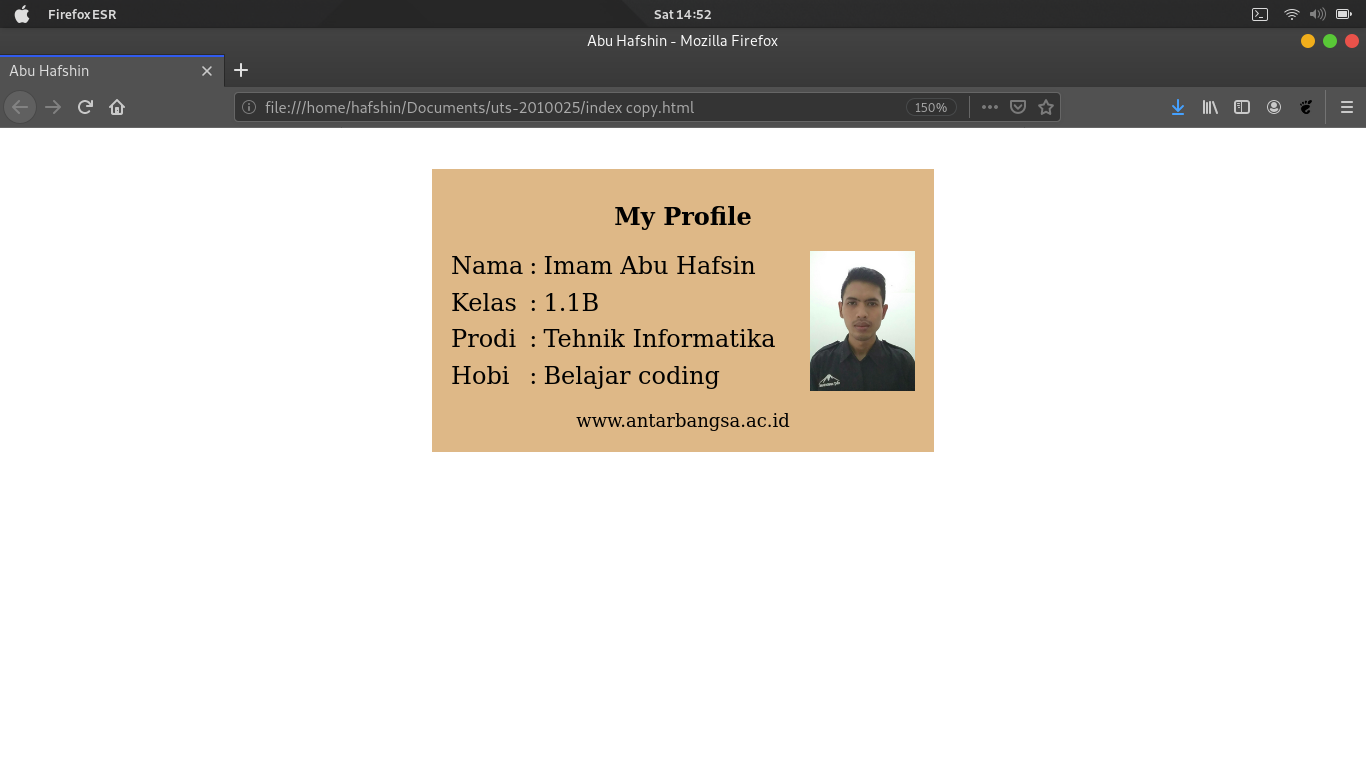 Firefox ESR
Sat 14:52
Abu Hafshin - Mozilla Firefox
Abu Hafshin
file:///home/hafshin/Documents/uts-2010025/index copy.html
150%
My Profile
Nama : Imam Abu Hafsin
Kelas : 1.1B
Prodi : Tehnik Informatika
Hobi : Belajar coding
www.antarbangsa.ac.id